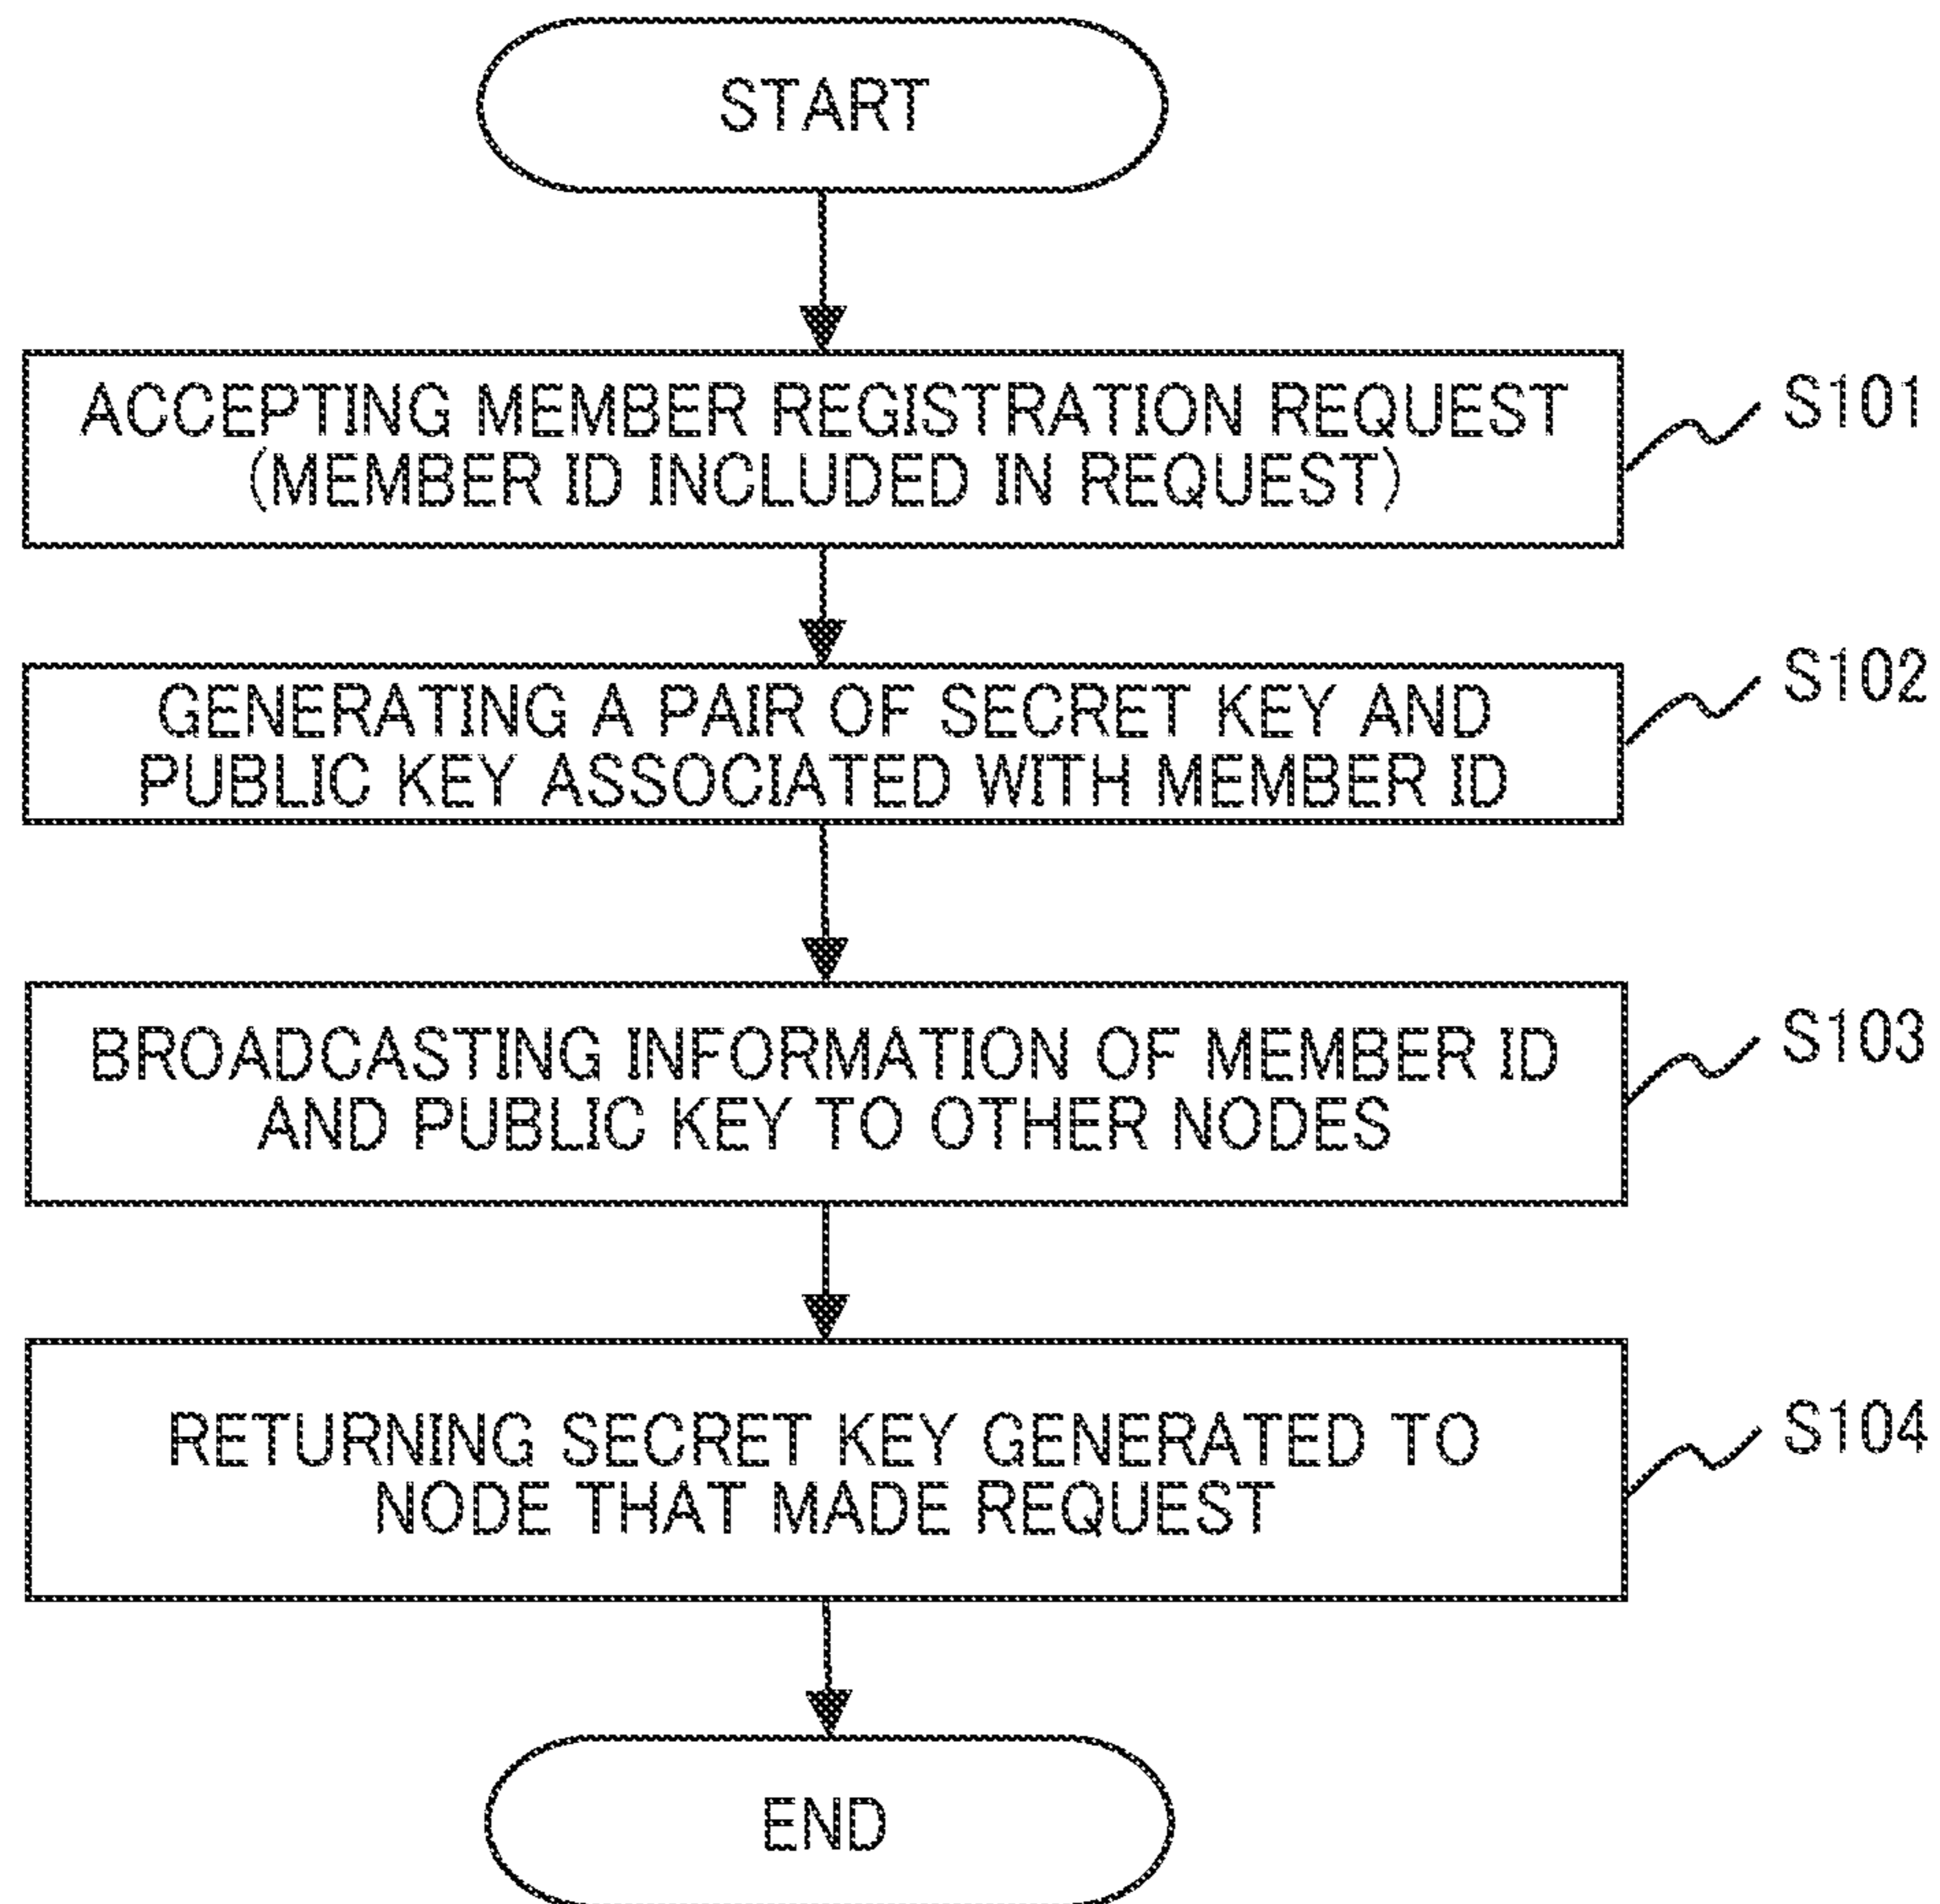 START
ACCEPTING MEMBER REGISTRATION REQUEST
(MEMBER ID INCLUDED IN REQUEST)
S101
GENERATING A PAIR OF SECRET KEY AND
PUBLIC KEY ASSOCIATED WITH MEMBER ID
S102
BROADCASTING INFORMATION OF MEMBER ID
AND PUBLIC KEY TO OTHER NODES
S103
RETURNING SECRET KEY GENERATED TO
NODE THAT MADE REQUEST
S104
END